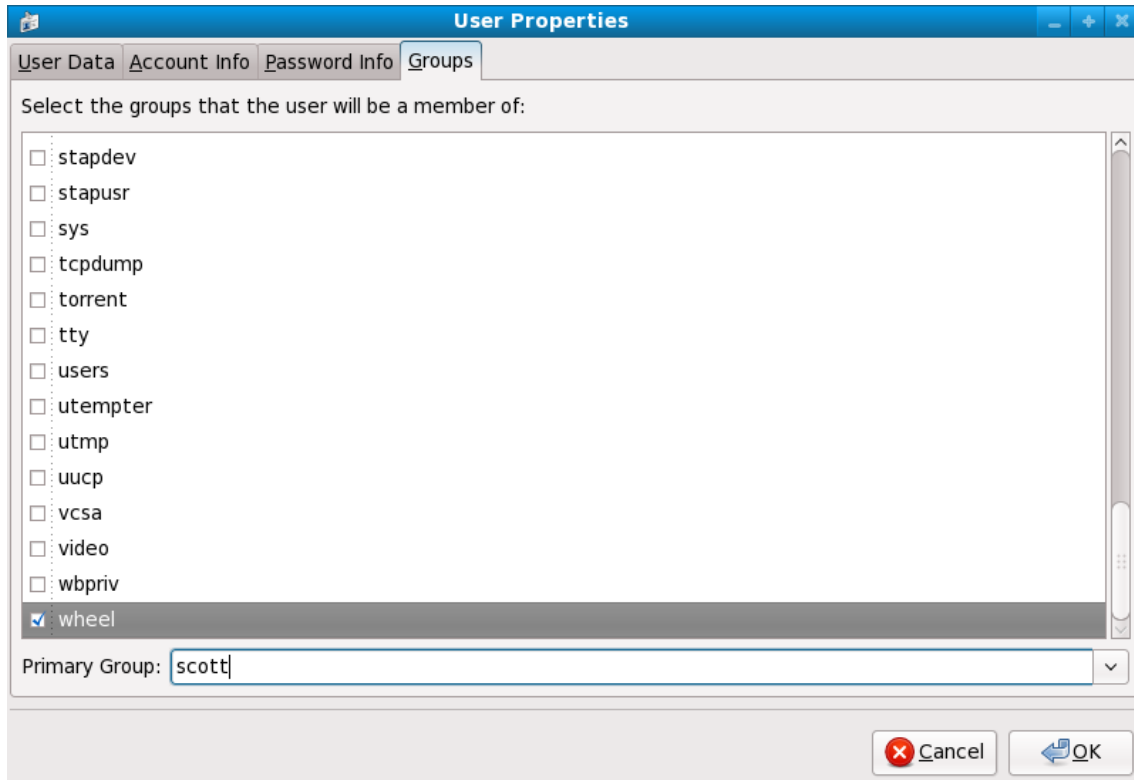 User Properties
User Data Account Info Password Info Groups
Select the groups that the user will be a member of:
stapdev
stapusr
sys
tcpdump
torrent
tty
users
utempter
utmp
uucp
vcsa
video
wbpriv
wheel
Primary Group: scott
Cancel OK